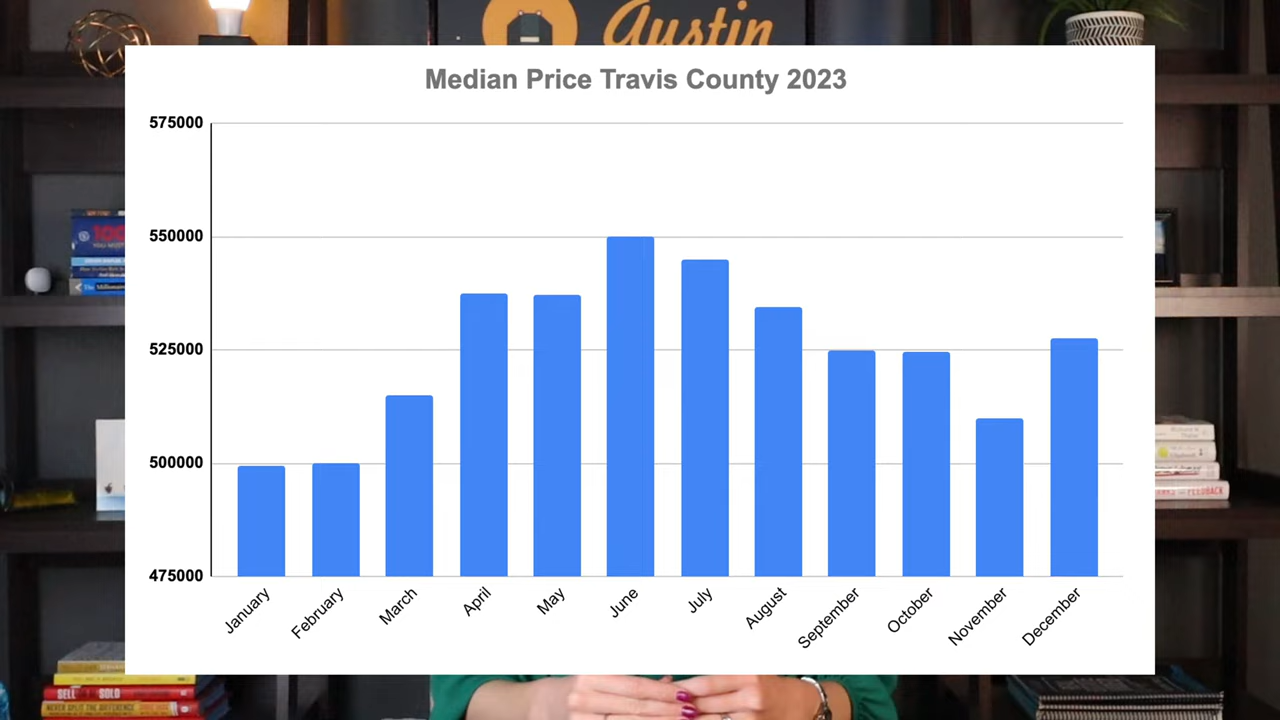 Austin
Median Price Travis County 2023
575000
550000
525000
500000
475000
January
February
March
April
May
June
July
August
September
October
November
December
SELL SOLD
NEVER SPLIT THE DIFFERENCE
FEEDBACK